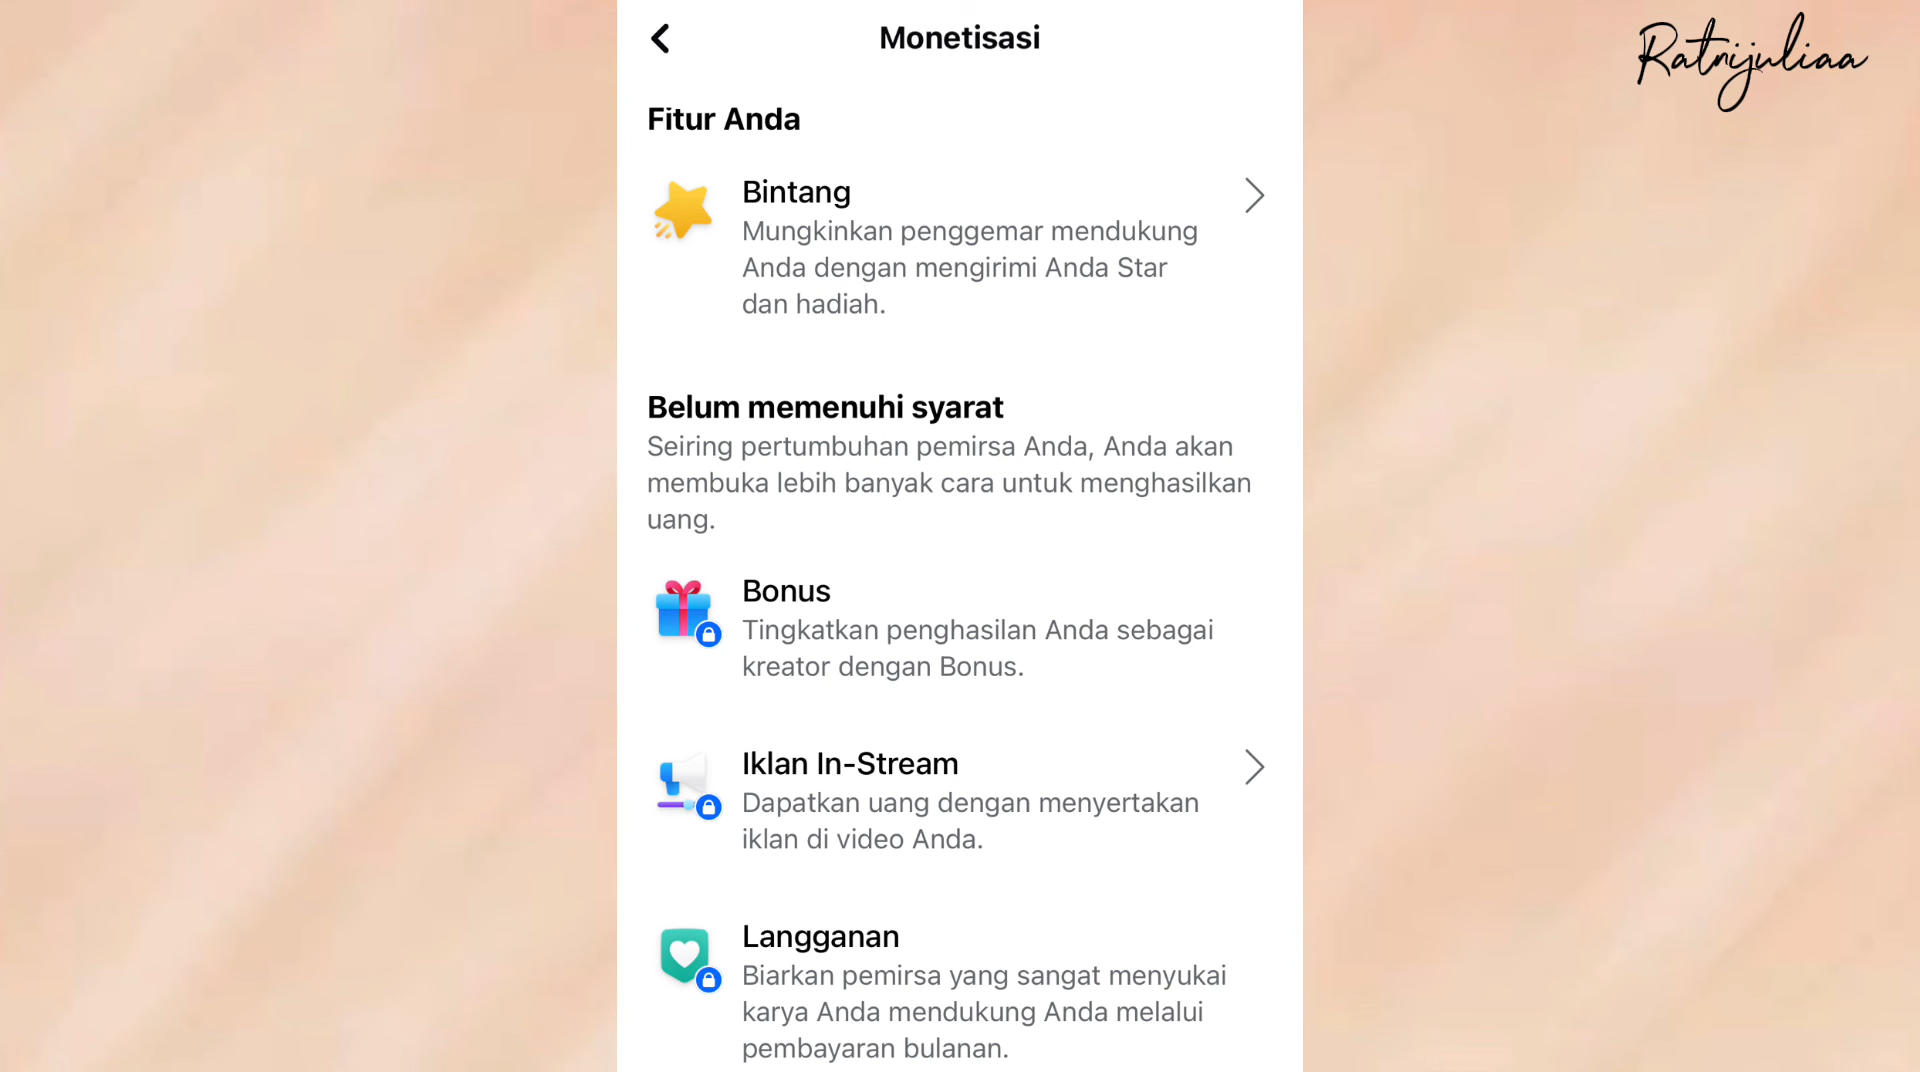 Monetisasi
Ratnijuliaa
Fitur Anda
Bintang
Mungkinkan penggemar mendukung
Anda dengan mengirimi Anda Star
dan hadiah.
Belum memenuhi syarat
Seiring pertumbuhan pemirsa Anda, Anda akan
membuka lebih banyak cara untuk menghasilkan
uang.
Bonus
Tingkatkan penghasilan Anda sebagai
kreator dengan Bonus.
Iklan In-Stream
Dapatkan uang dengan menyertakan
iklan di video Anda.
Langganan
Biarkan pemirsa yang sangat menyukai
karya Anda mendukung Anda melalui
pembayaran bulanan.